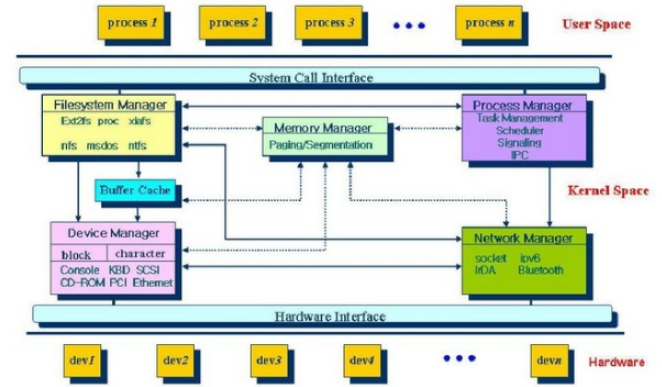 process 1 process 2 process 3 process n User Space
System Call Interface
Filesystem Manager
Ext2fs proc xiafs
nfs msdos ntfs
Memory Manager
Paging/Segmentation
Process Manager
Task Management
Scheduler
Signaling
IPC
Buffer Cache
Kernel Space
Device Manager
block character
Console KBD SCSI
CD-ROM PCI Ethernet
Network Manager
socket ipv6
IrDA Bluetooth
Hardware Interface
dev1 dev2 dev3 dev4 devn Hardware